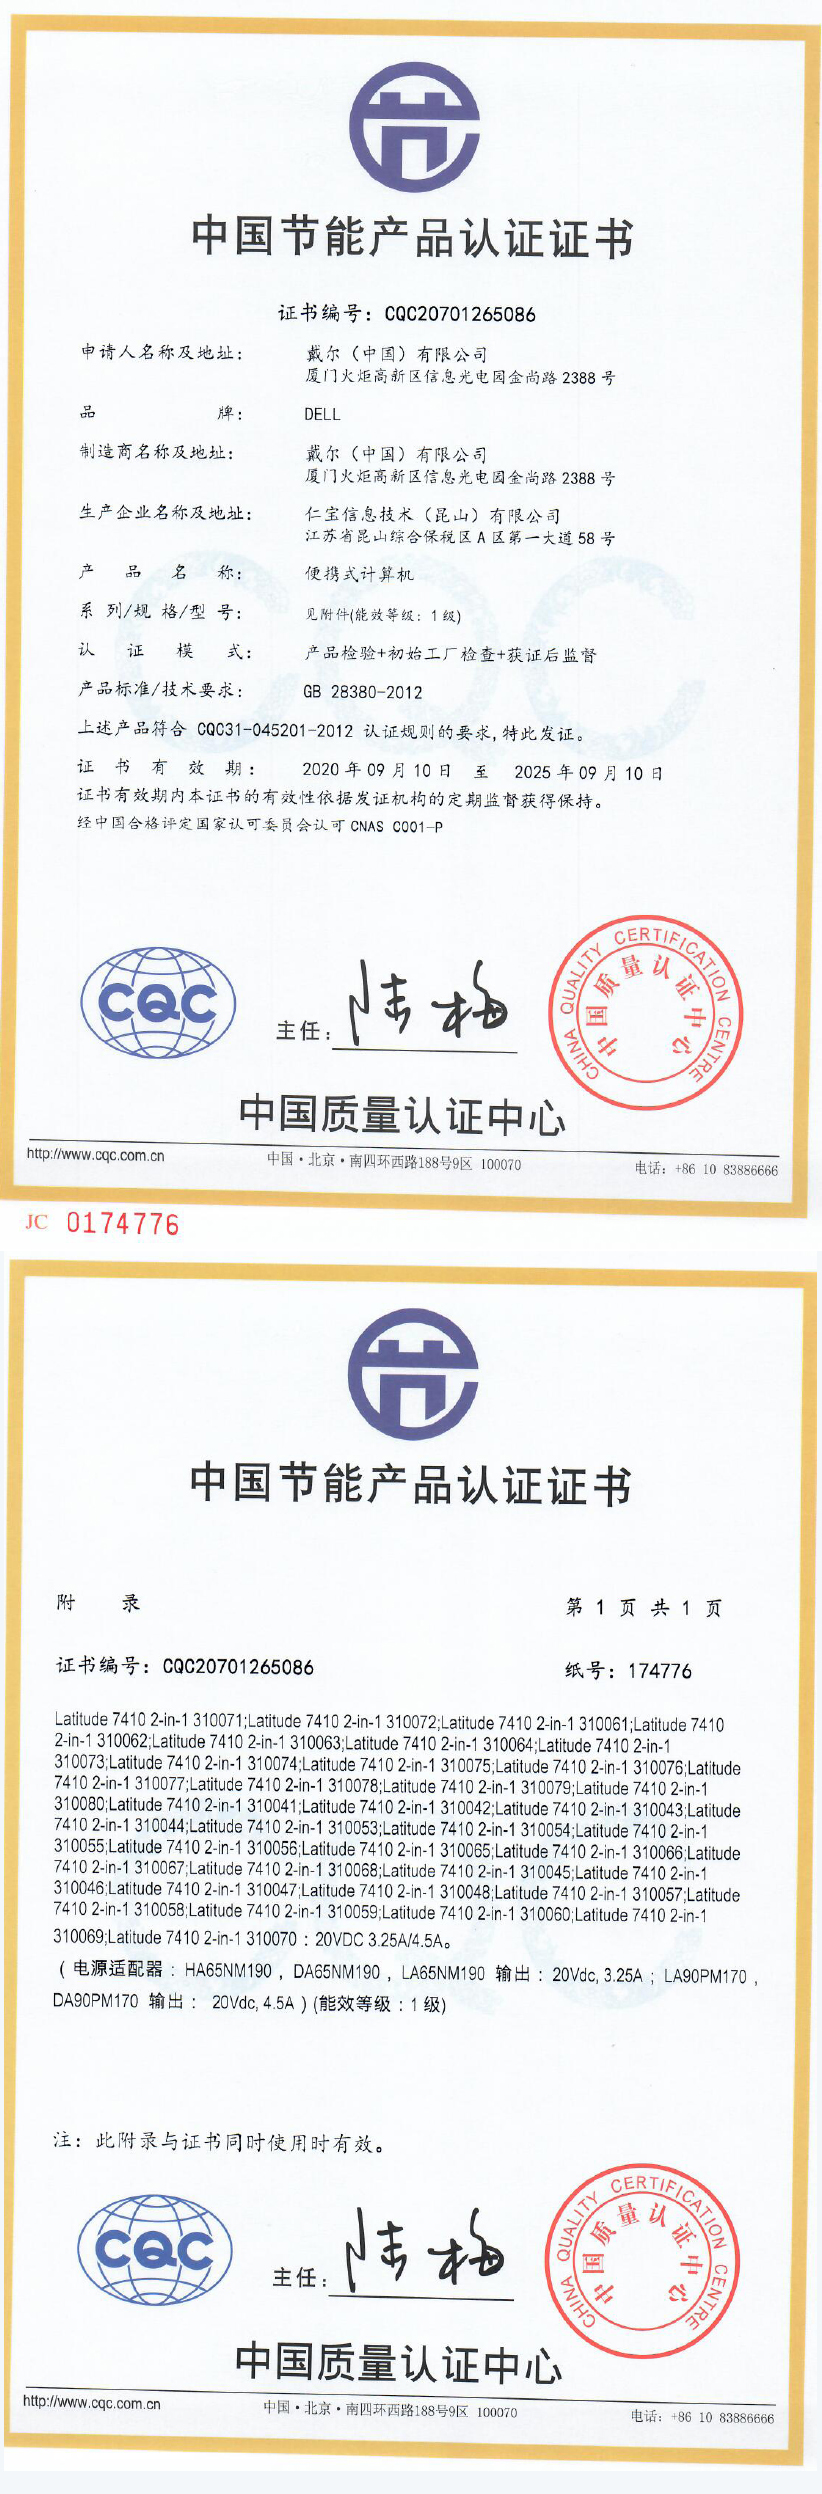 中国节能产品认证证书
证书编号：CQC20701265086
申请人名称及地址： 戴尔（中国）有限公司
厦门火炬高新区信息光电园金尚路 2388 号
品 牌： DELL
制造商名称及地址： 戴尔（中国）有限公司
厦门火炬高新区信息光电园金尚路 2388 号
生产企业名称及地址： 仁宝信息技术（昆山）有限公司
江苏省昆山综合保税区 A 区第一大道 58 号
产 品 名 称： 便携式计算机
系 列/规 格/型 号： 见附件(能效等级：1 级)
认 证 模 式： 产品检验+初始工厂检查+获证后监督
产品标准/技术要求： GB 28380-2012
上述产品符合 CQC31-045201-2012 认证规则的要求,特此发证。
证 书 有 效 期： 2020 年 09 月 10 日 至 2025 年 09 月 10 日
证书有效期内本证书的有效性依据发证机构的定期监督获得保持。
经中国合格评定国家认可委员会认可 CNAS C001-P
CQC
主任：陆梅
CHINA QUALITY CERTIFICATION CENTRE
中国质量认证中心
中国质量认证中心
http://www.cqc.com.cn 中国·北京·南四环西路188号9区 100070 电话：+86 10 83886666
JC 0174776
中国节能产品认证证书
附 录 第 1 页 共 1 页
证书编号：CQC20701265086 纸号：174776
Latitude 7410 2-in-1 310071;Latitude 7410 2-in-1 310072;Latitude 7410 2-in-1 310061;Latitude 7410
2-in-1 310062;Latitude 7410 2-in-1 310063;Latitude 7410 2-in-1 310064;Latitude 7410 2-in-1
310073;Latitude 7410 2-in-1 310074;Latitude 7410 2-in-1 310075;Latitude 7410 2-in-1 310076;Latitude
7410 2-in-1 310077;Latitude 7410 2-in-1 310078;Latitude 7410 2-in-1 310079;Latitude 7410 2-in-1
310080;Latitude 7410 2-in-1 310041;Latitude 7410 2-in-1 310042;Latitude 7410 2-in-1 310043;Latitude
7410 2-in-1 310044;Latitude 7410 2-in-1 310053;Latitude 7410 2-in-1 310054;Latitude 7410 2-in-1
310055;Latitude 7410 2-in-1 310056;Latitude 7410 2-in-1 310065;Latitude 7410 2-in-1 310066;Latitude
7410 2-in-1 310067;Latitude 7410 2-in-1 310068;Latitude 7410 2-in-1 310045;Latitude 7410 2-in-1
310046;Latitude 7410 2-in-1 310047;Latitude 7410 2-in-1 310048;Latitude 7410 2-in-1 310057;Latitude
7410 2-in-1 310058;Latitude 7410 2-in-1 310059;Latitude 7410 2-in-1 310060;Latitude 7410 2-in-1
310069;Latitude 7410 2-in-1 310070：20VDC 3.25A/4.5A。
（电源适配器：HA65NM190，DA65NM190，LA65NM190 输出：20Vdc, 3.25A；LA90PM170，
DA90PM170 输出： 20Vdc, 4.5A）(能效等级：1 级)
注：此附录与证书同时使用时有效。
CQC
主任：陆梅
CHINA QUALITY CERTIFICATION CENTRE
中国质量认证中心
中国质量认证中心
http://www.cqc.com.cn 中国·北京·南四环西路188号9区 100070 电话：+86 10 83886666